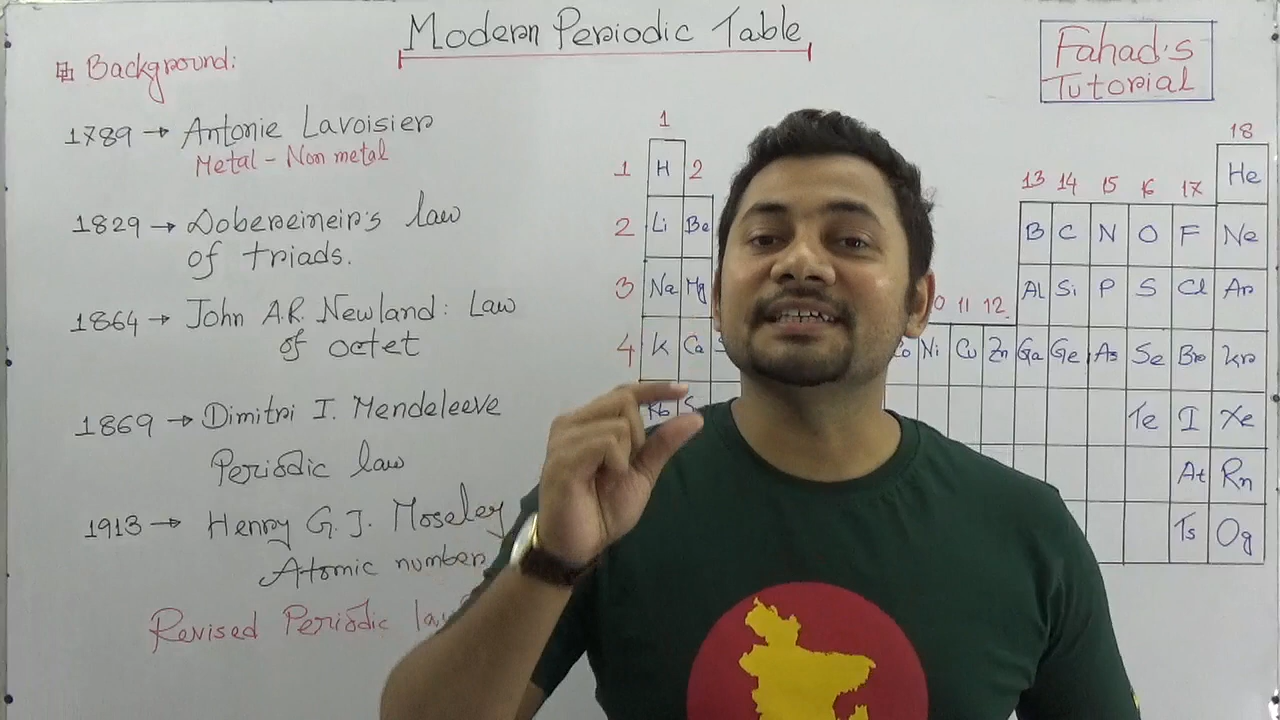 Modern Periodic Table
Fahad's
Tutorial
Background:
1789 → Antonie Lavoisier
Metal - Non metal
1829 → Dobereineir's law
of triads.
1864 → John A.R. Newland: Law
of octet
1869 → Dimitri I. Mendeleeve
Periodic law
1913 → Henry G. J. Moseley
Atomic number
Revised Periodic
1 18
1 H 2 13 14 15 16 17 He
2 Li Be B C N O F Ne
3 Na Mg 11 12 Al Si P S Cl Ar
4 K Ca Co Ni Cu Zn Ga Ge As Se Br Kr
Rb Te I Xe
At Rn
Ts Og